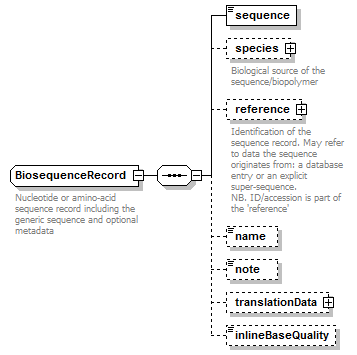 sequence
species
Biological source of the
sequence/biopolymer
reference
Identification of the
sequence record. May refer
to data the sequence
originates from: a database
entry or an explicit
super-sequence.
NB. ID/accession is part of
the 'reference'
BiosequenceRecord
Nucleotide or amino-acid
sequence record including the
generic sequence and optional
metadata
name
note
translationData
inlineBaseQuality